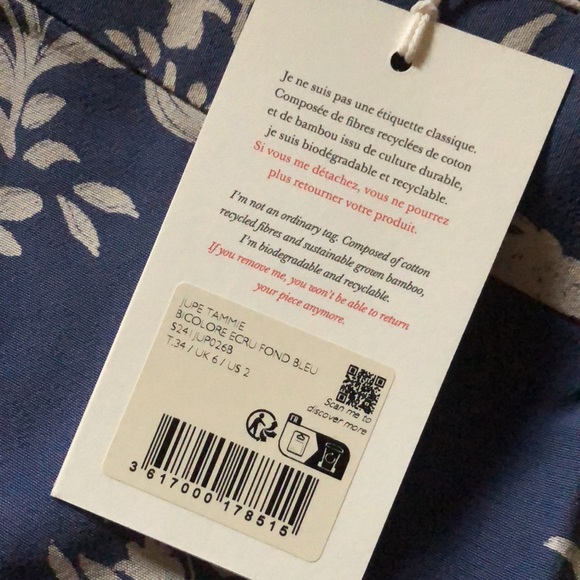 Je ne suis pas une étiquette classique.
Composée de fibres recyclées de coton
et de bambou issu de culture durable,
je suis biodégradable et recyclable.
Si vous me détachez, vous ne pourrez
plus retourner votre produit.
I'm not an ordinary tag. Composed of cotton
recycled fibres and sustainable grown bamboo,
I'm biodegradable and recyclable.
If you remove me, you won't be able to return
your piece anymore.
JUPE TAMMIE
BICOLORE ECRU FOND BLEU
S241JUP026B
T.34 / UK 6 / US 2
Scan me to
discover more
FR
3 617000 178515